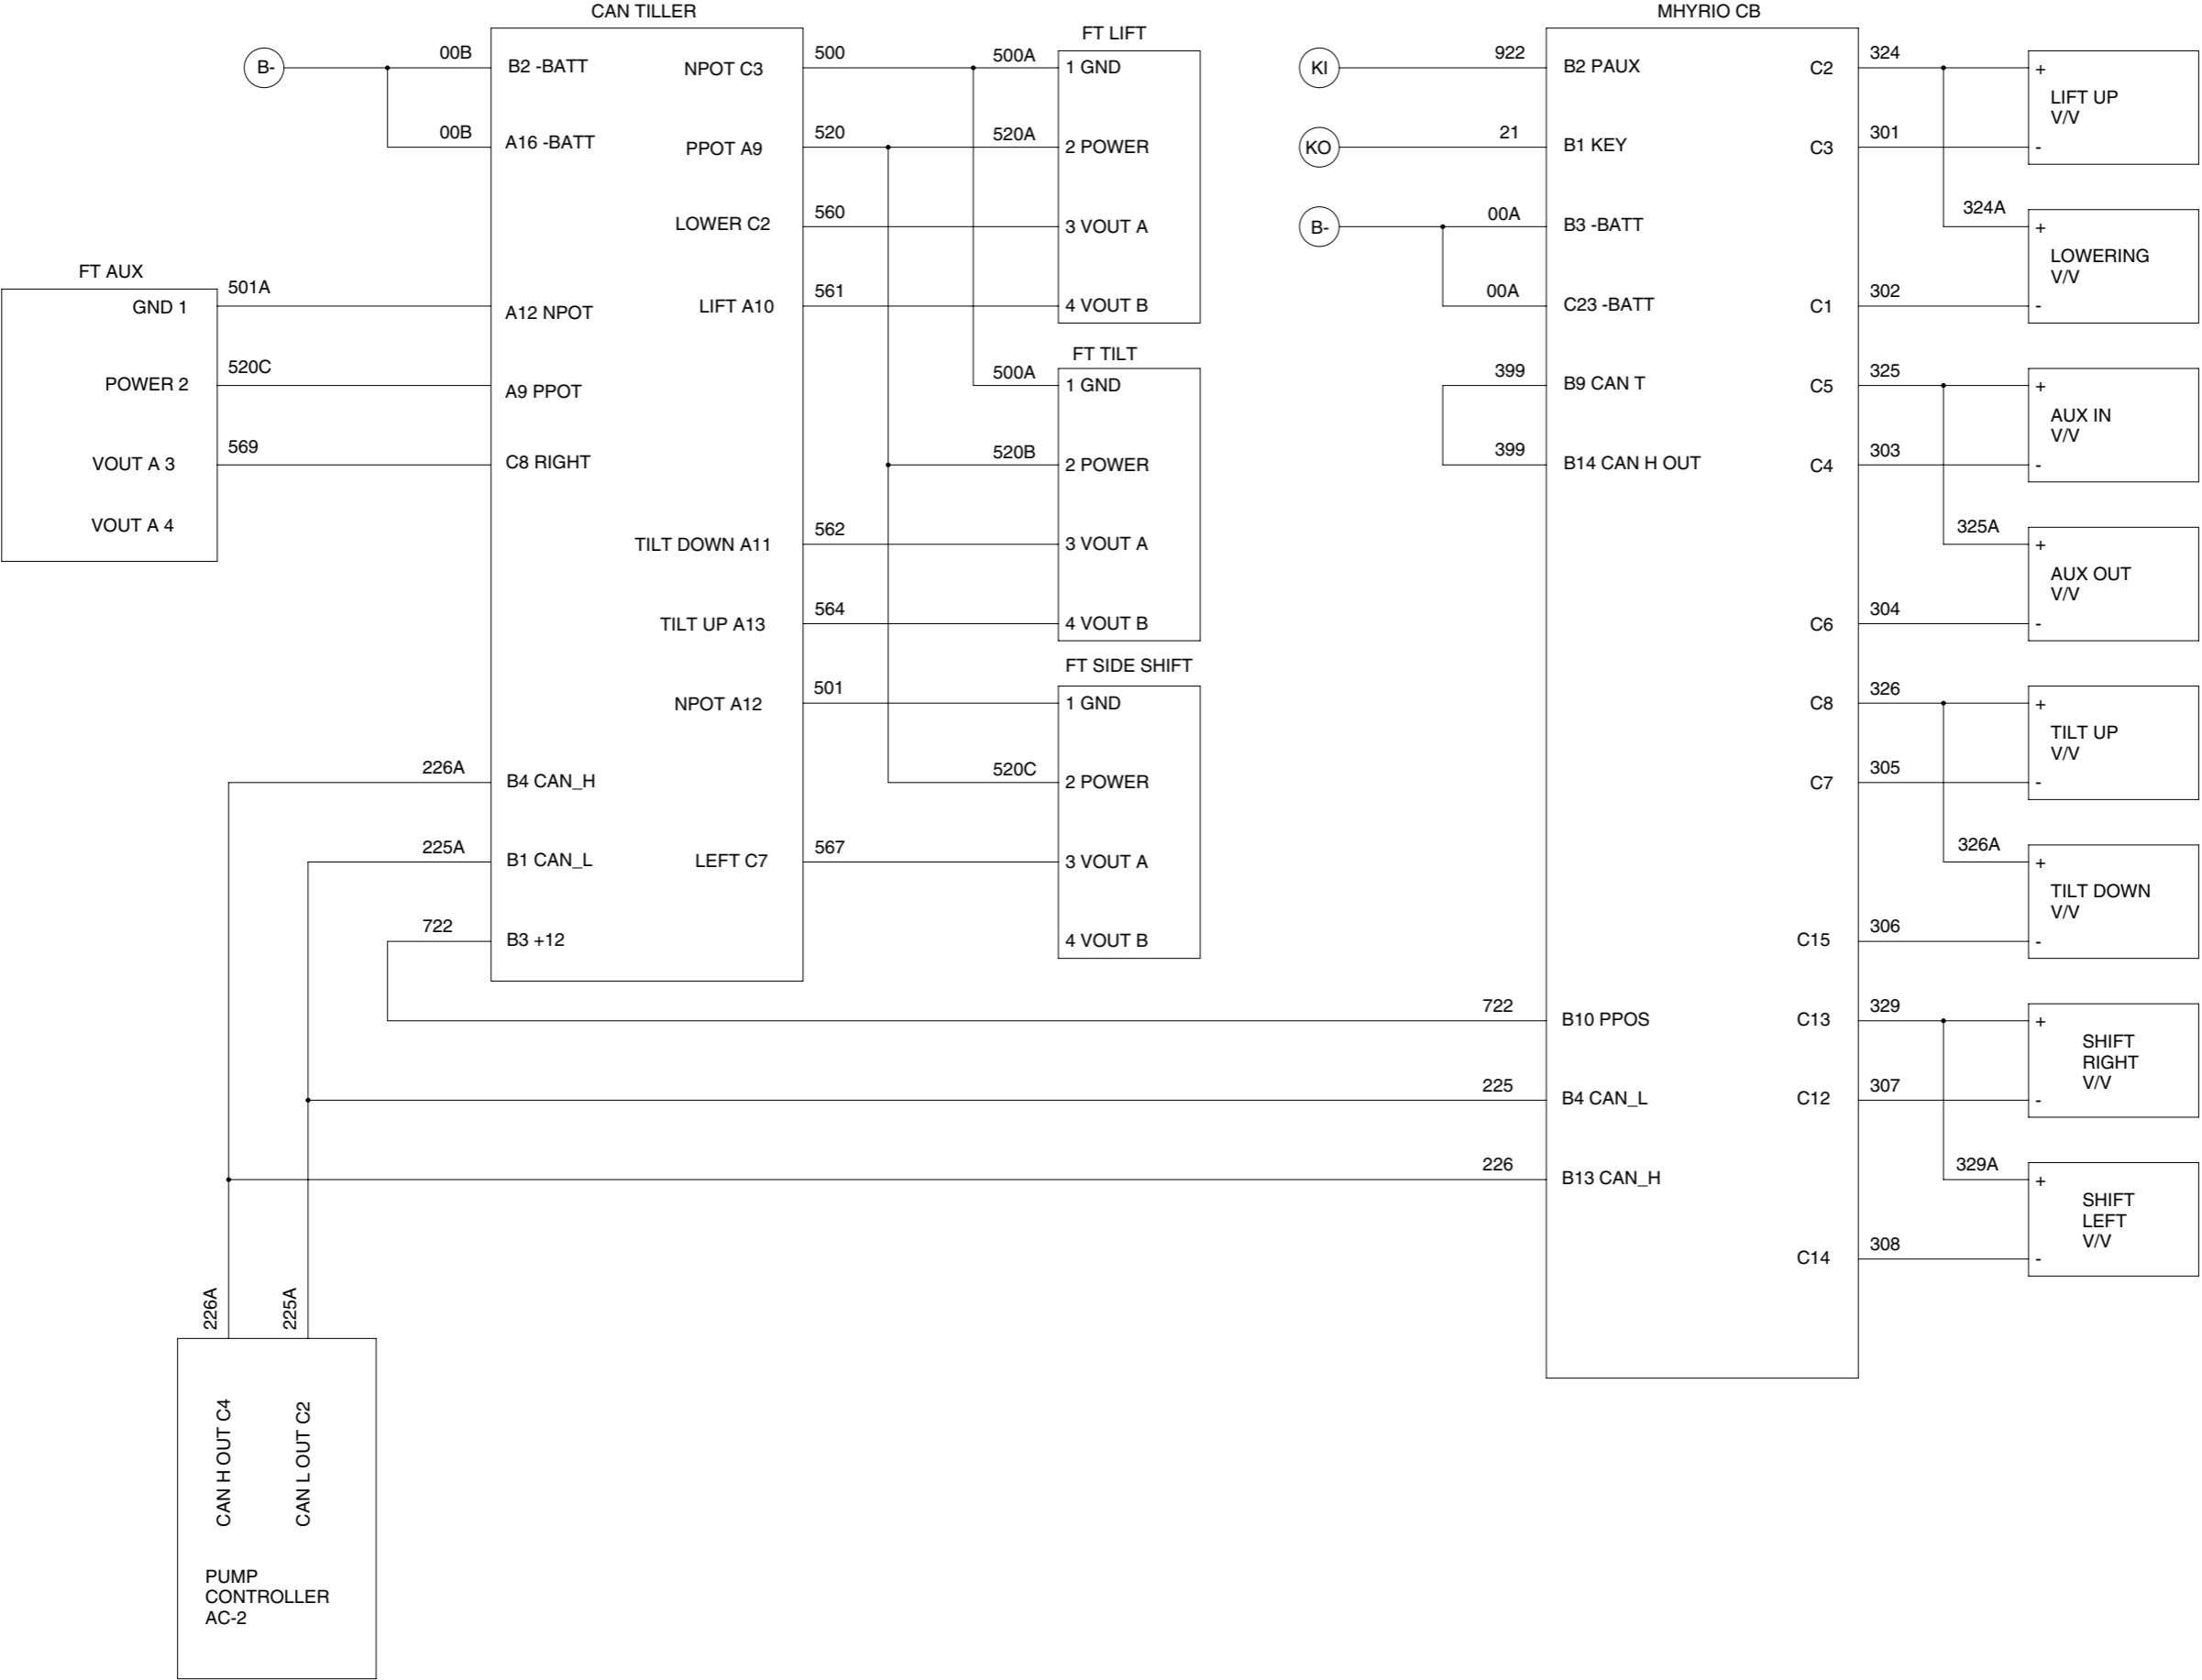 CAN TILLER
B-
00B
B2 -BATT
00B
A16 -BATT
FT AUX
GND 1
501A
A12 NPOT
POWER 2
520C
A9 PPOT
VOUT A 3
569
C8 RIGHT
VOUT A 4
226A
B4 CAN_H
225A
B1 CAN_L
722
B3 +12
NPOT C3
500
PPOT A9
520
LOWER C2
560
LIFT A10
561
TILT DOWN A11
562
TILT UP A13
564
NPOT A12
501
LEFT C7
567
FT LIFT
500A
1 GND
520A
2 POWER
3 VOUT A
4 VOUT B
FT TILT
500A
1 GND
520B
2 POWER
3 VOUT A
4 VOUT B
FT SIDE SHIFT
1 GND
520C
2 POWER
3 VOUT A
4 VOUT B
226A
225A
CAN H OUT C4
CAN L OUT C2
PUMP
CONTROLLER
AC-2
MHYRIO CB
KI
922
B2 PAUX
KO
21
B1 KEY
B-
00A
B3 -BATT
00A
C23 -BATT
399
B9 CAN T
399
B14 CAN H OUT
722
B10 PPOS
225
B4 CAN_L
226
B13 CAN_H
C2
324
+
LIFT UP
V/V
C3
301
-
324A
+
LOWERING
V/V
C1
302
-
C5
325
+
AUX IN
V/V
C4
303
-
325A
+
AUX OUT
V/V
C6
304
-
C8
326
+
TILT UP
V/V
C7
305
-
326A
+
TILT DOWN
V/V
C15
306
-
C13
329
+
SHIFT
RIGHT
V/V
C12
307
-
329A
+
SHIFT
LEFT
V/V
C14
308
-